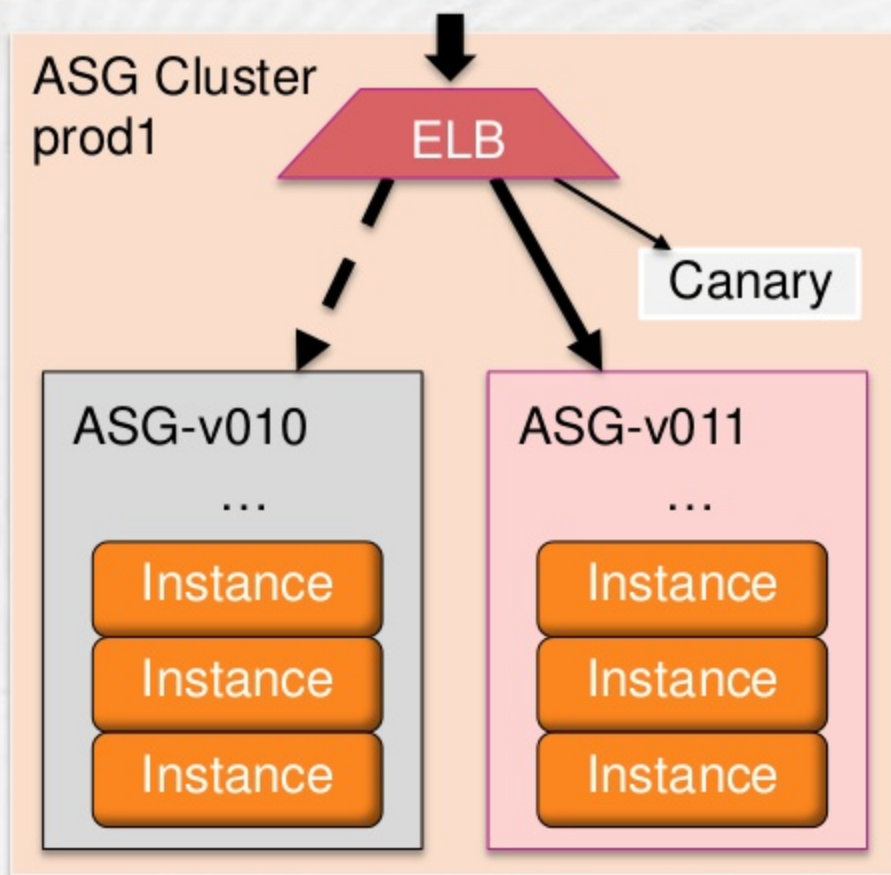 ASG Cluster
prod1
ELB
Canary
ASG-v010
...
Instance
Instance
Instance
ASG-v011
...
Instance
Instance
Instance